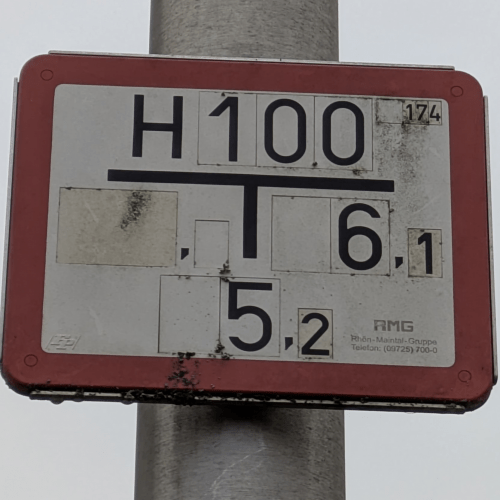 H100 174
, 6,1
5,2
RMG
Rhön-Maintal-Gruppe
Telefon: (09725) 700-0